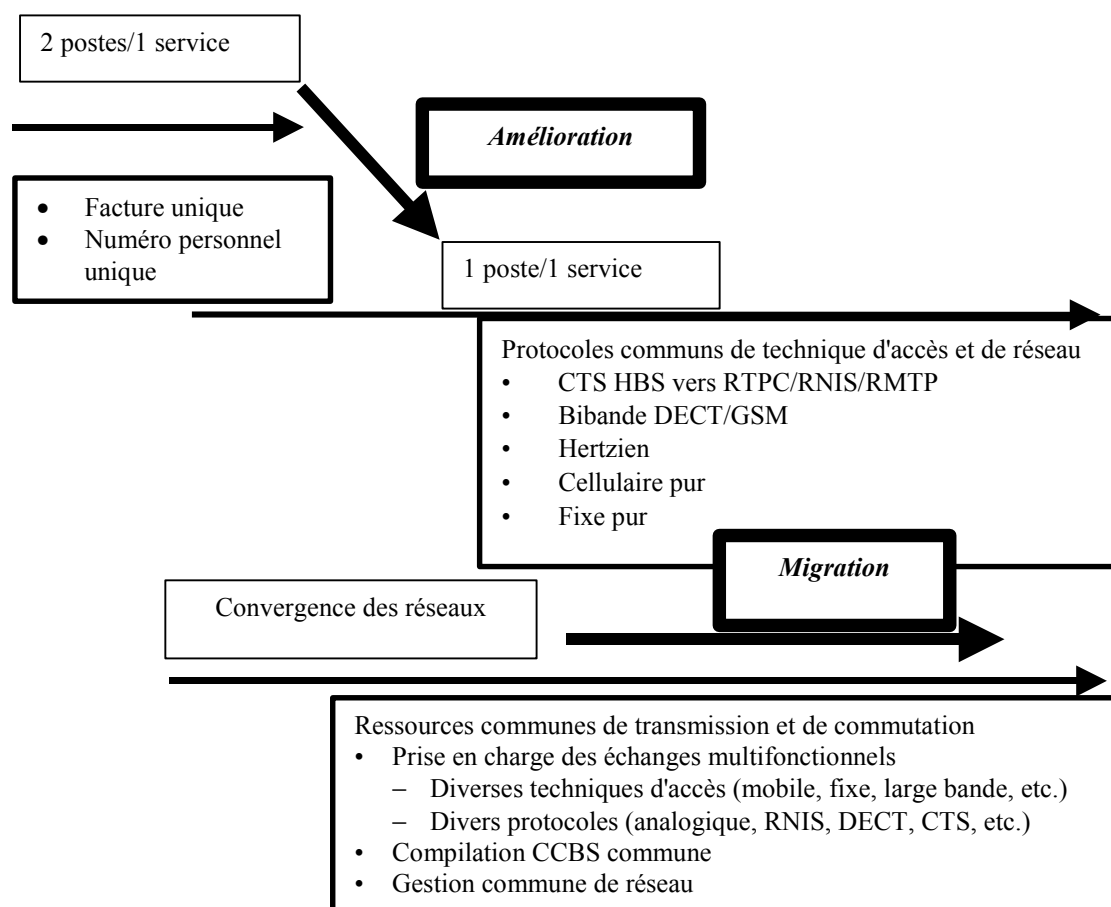 2 postes/1 service
Amélioration
• Facture unique
• Numéro personnel
unique
1 poste/1 service
Protocoles communs de technique d'accès et de réseau
• CTS HBS vers RTPC/RNIS/RMTP
• Bibande DECT/GSM
• Hertzien
• Cellulaire pur
• Fixe pur
Migration
Convergence des réseaux
Ressources communes de transmission et de commutation
• Prise en charge des échanges multifonctionnels
– Diverses techniques d'accès (mobile, fixe, large bande, etc.)
– Divers protocoles (analogique, RNIS, DECT, CTS, etc.)
• Compilation CCBS commune
• Gestion commune de réseau